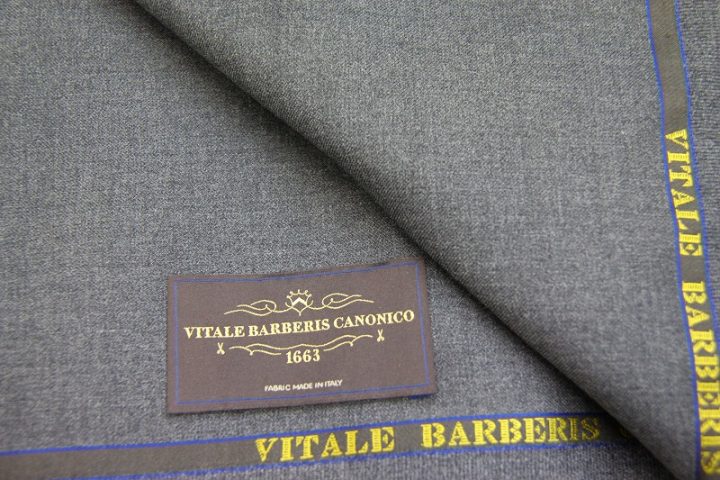 VITALE BARBERIS CANONICO
1663
FABRIC MADE IN ITALY
VITALE BARBERIS
VITALE BARBERIS